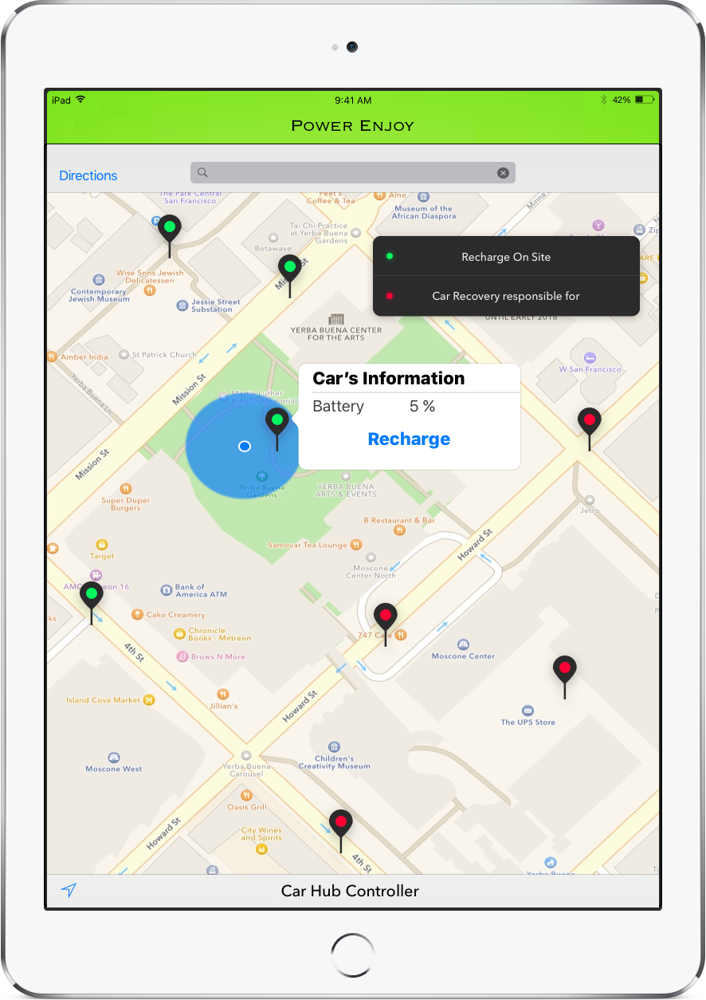 iPad
9:41 AM
42%
POWER ENJOY
Directions
The Park Central
San Francisco
Peet's
Coffee & Tea
Ame
Museum of the
African Diaspora
Minna
Tai Chi Practice
at Yerba Buena
Gardens
Betawave
Zip
Recharge On Site
Car Recovery responsible for
UNTIL EARLY 2016
Wise Sons Jewish
Delicatessen
Contemporary
Jewish Museum
Jessie Street
Substation
YERBA BUENA CENTER
FOR THE ARTS
Amber India
St Patrick Church
Mission St
Yerba Buena Ln
W San Francisco
Car's Information
Battery 5 %
Recharge
Martin Luther
King Jr Memorial
Mission St
Yerba Buena
Gardens
YERBA BUENA
ARTS & EVENTS
Super Duper
Burgers
Jetro
B Restaurant & Bar
Samovar Tea Lounge
Howard St
Target
Moscone
Center North
Bank of
America ATM
Cako Creamery
Chronicle
Books - Metreon
Brows N More
4th St
747 Cafe
Moscone Center
Island Cove Market
Jillian's
Howard St
The UPS Store
Moscone West
Yerba Buena
Carousel
Children's
Creativity Museum
Oasis Grill
City Wines
and Spirits
Howard St
4th St
Yerba Buena
Car Hub Controller